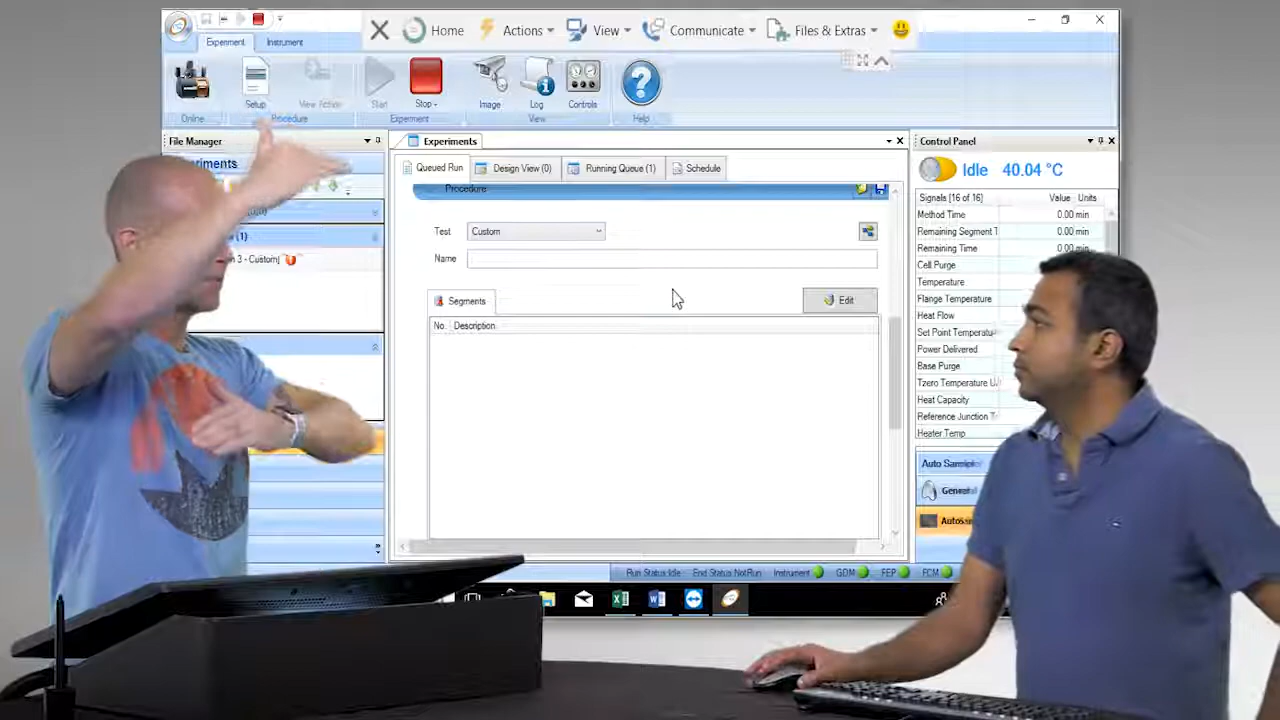 Home
Actions
View
Communicate
Files & Extras
Experiment
Instrument
Online
Setup
View Active
Start
Stop
Image
Log
Controls
Procedure
Experiment
View
Help
File Manager
Experiments
Control Panel
Queued Run
Design View (0)
Running Queue (1)
Schedule
Idle 40.04 °C
Procedure
Signals [16 of 16] Value Units
Test Custom
Method Time 0.00 min
Remaining Segment T 0.00 min
Remaining Time 0.00 min
(1)
3 - Custom]
Name
Cell Purge
Temperature
Flange Temperature
Segments
Edit
Heat Flow
No. Description
Set Point Temperatu
Power Delivered
Base Purge
Tzero Temperature
Heat Capacity
Reference Junction
Heater Temp
Auto Sampler
General
Run Status:Idle End Status:NotRun Instrument GDM FEP FCM